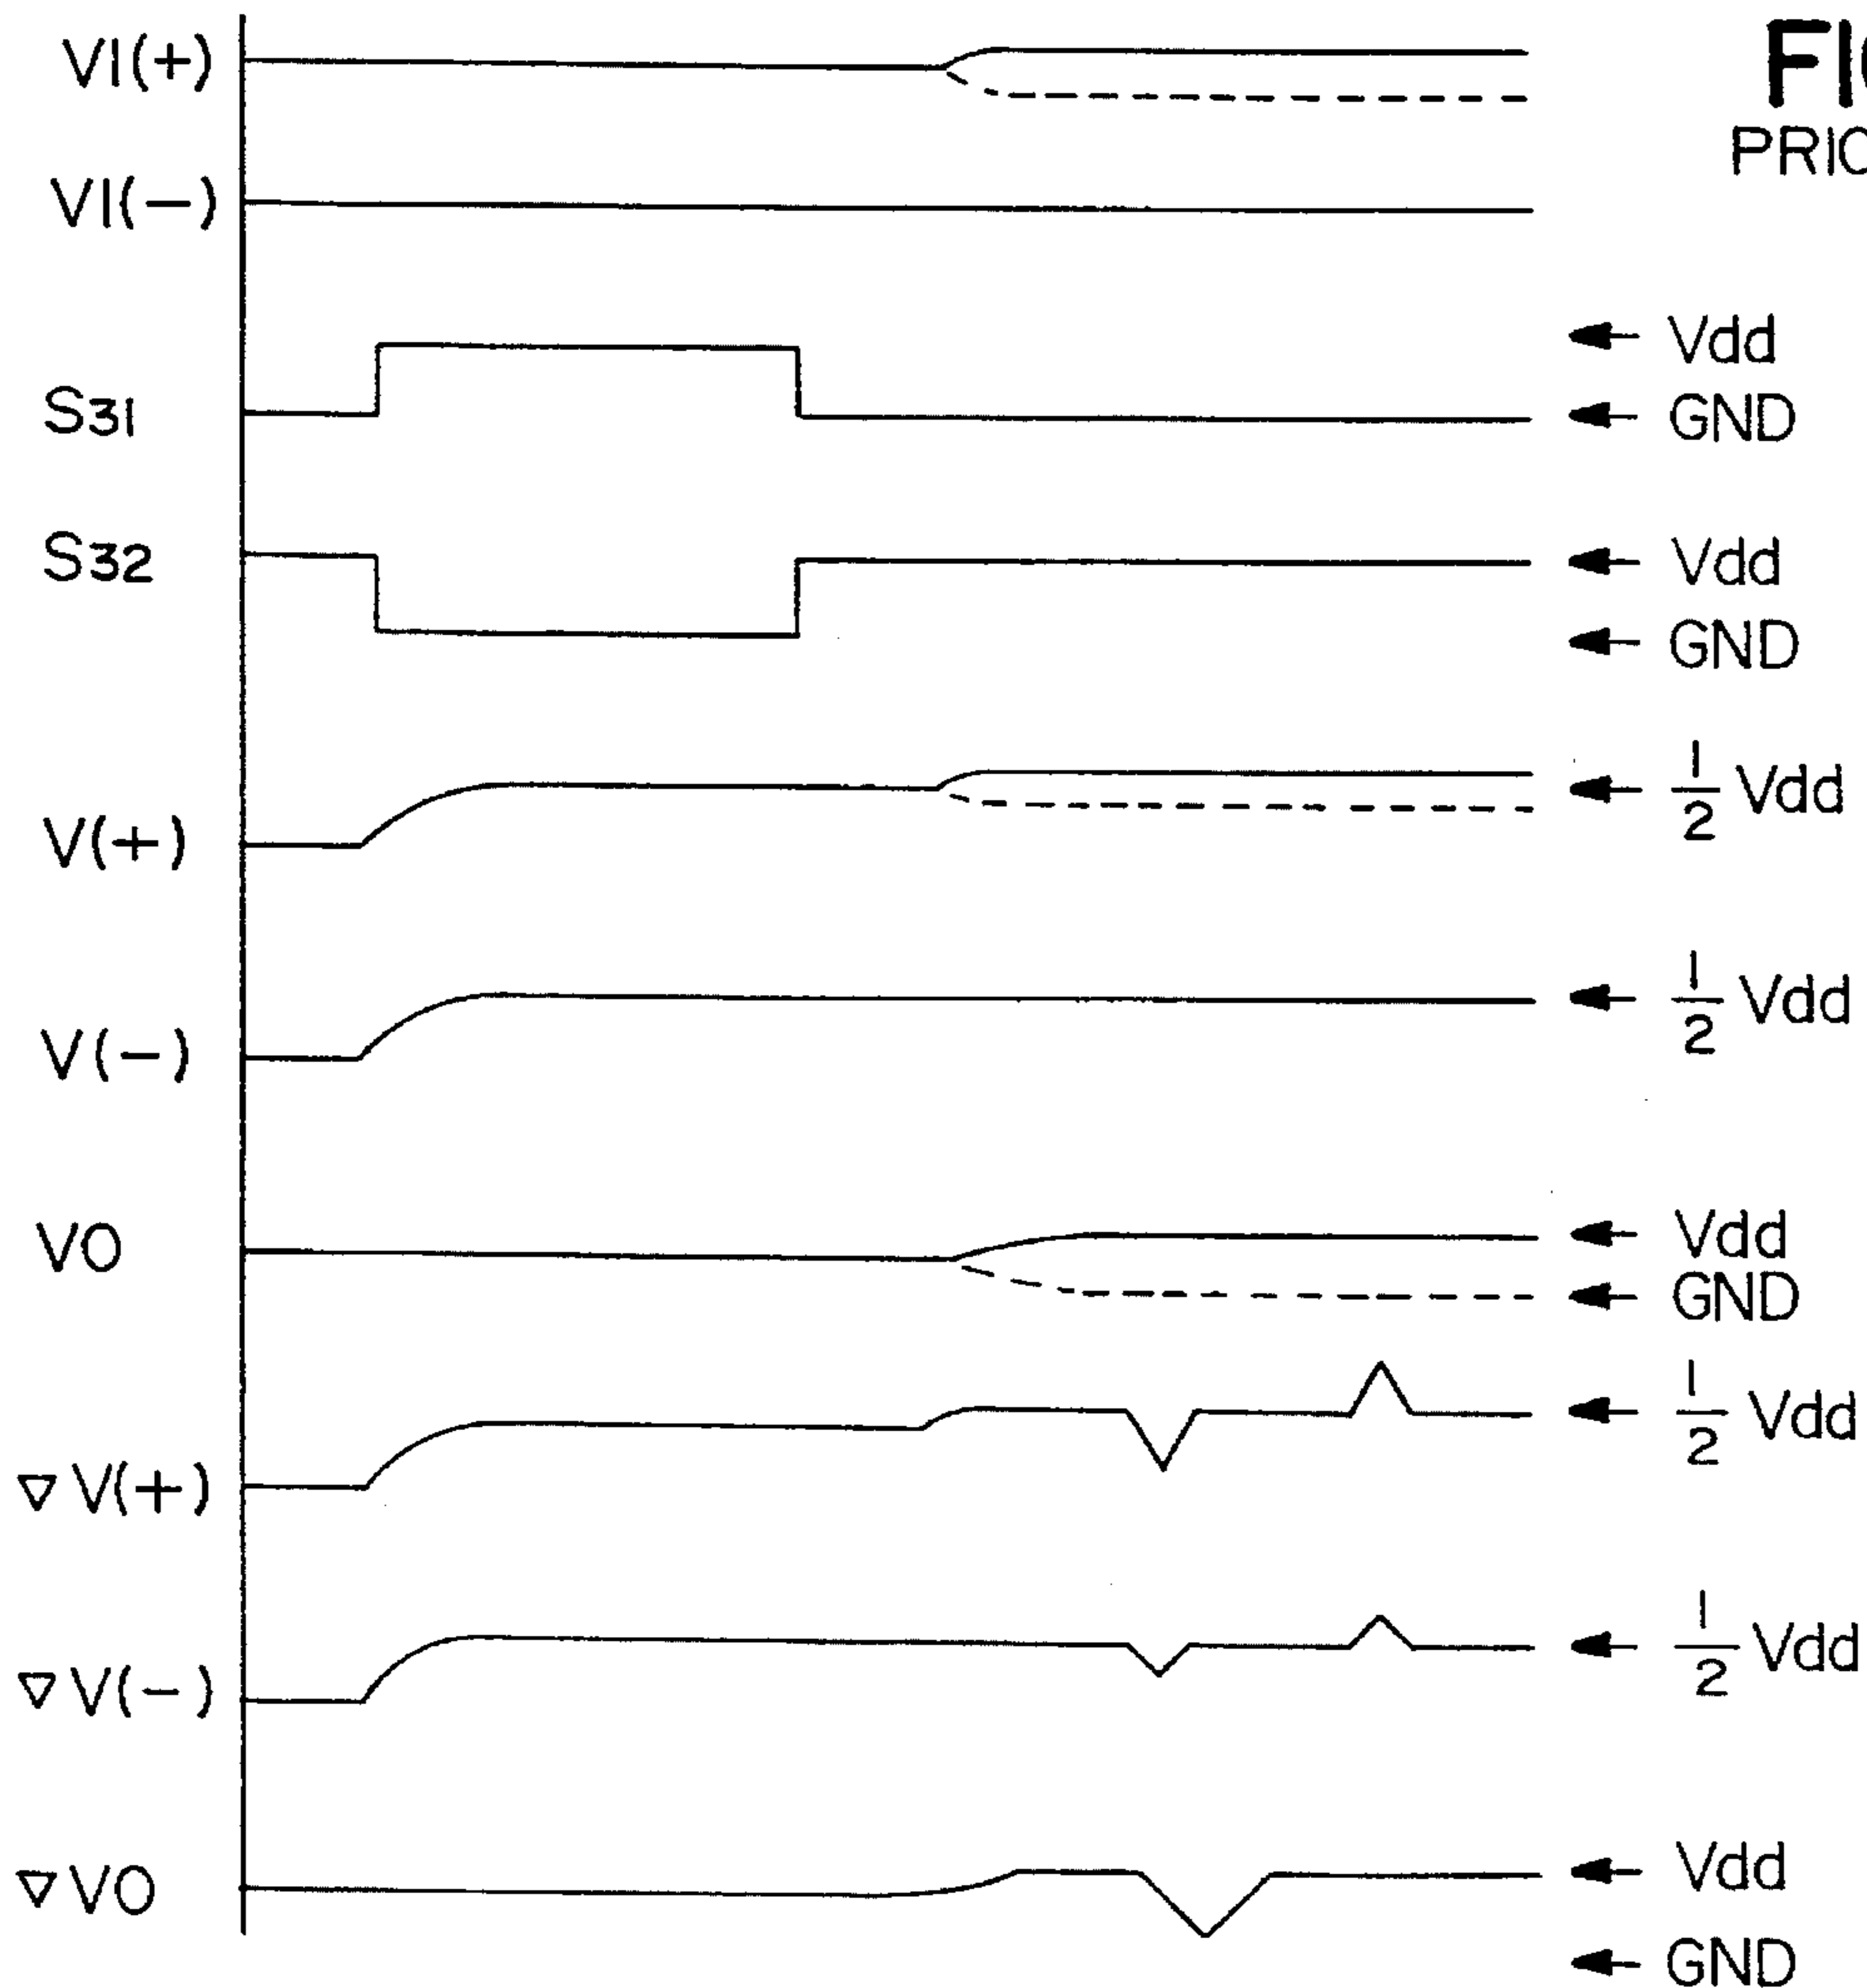 VI(+)
FI
PRI
VI(−)
Vdd
S31
GND
S32
Vdd
GND
1/2 Vdd
V(+)
1/2 Vdd
V(−)
VO
Vdd
GND
1/2 Vdd
▽ V(+)
1/2 Vdd
▽ V(−)
▽ VO
Vdd
GND